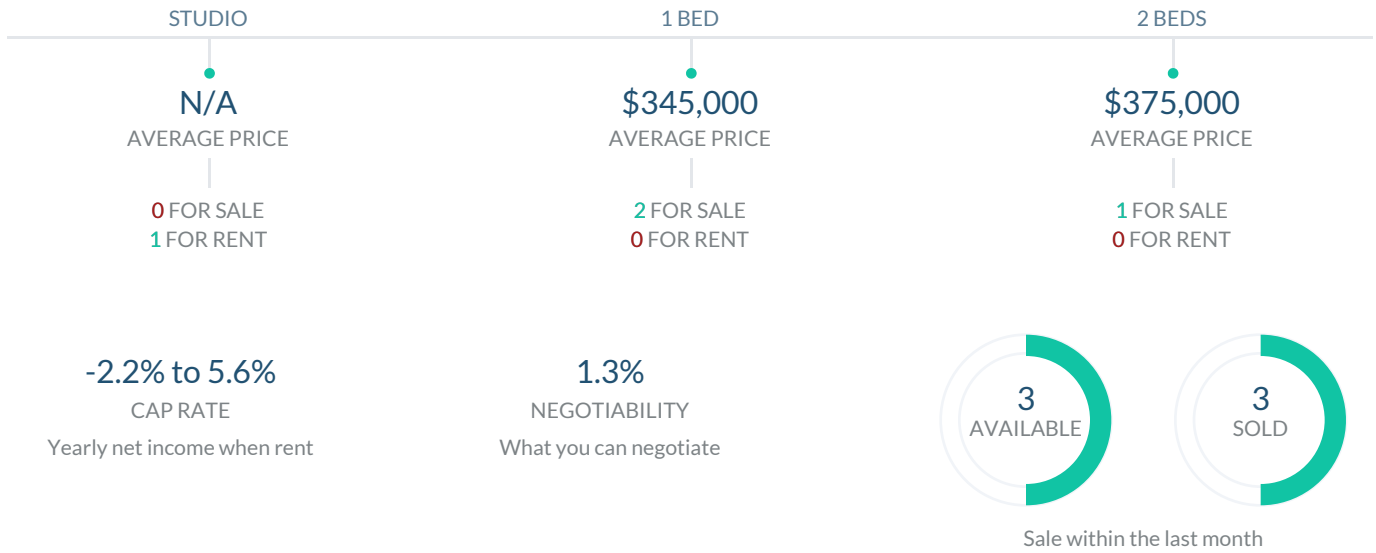 STUDIO
N/A
AVERAGE PRICE
0 FOR SALE
1 FOR RENT
1 BED
$345,000
AVERAGE PRICE
2 FOR SALE
0 FOR RENT
2 BEDS
$375,000
AVERAGE PRICE
1 FOR SALE
0 FOR RENT
-2.2% to 5.6%
CAP RATE
Yearly net income when rent
1.3%
NEGOTIABILITY
What you can negotiate
3
AVAILABLE
3
SOLD
Sale within the last month